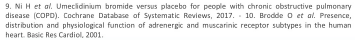 9. Ni H et al. Umeclidinium bromide versus placebo for people with chronic obstructive pulmonary
disease (COPD). Cochrane Database of Systematic Reviews, 2017. - 10. Brodde O et al. Presence,
distribution and physiological function of adrenergic and muscarinic receptor subtypes in the human
heart. Basic Res Cardiol, 2001.